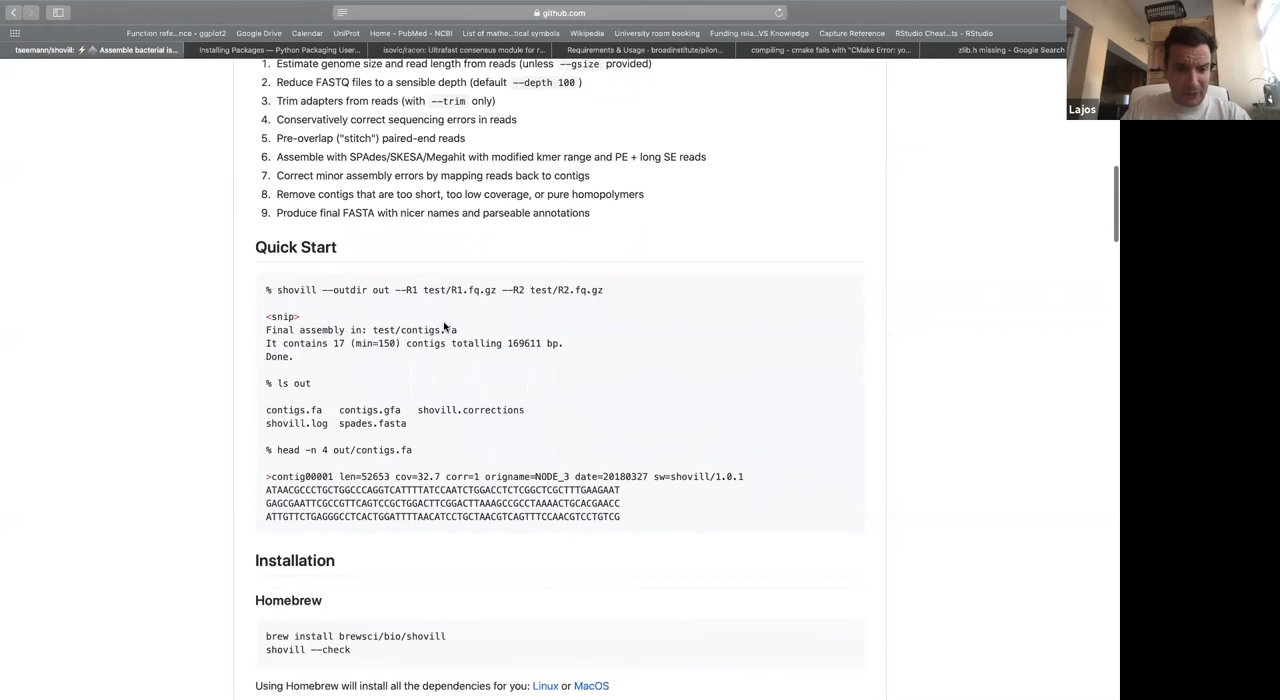 github.com
Function refe...nce - ggplot2 Google Drive Calendar UniProt Home - PubMed - NCBI List of mathe...tical symbols Wikipedia University room booking Funding rela...VS Knowledge Capture Reference RStudio Cheat...ts - RStudio
tseemann/shovill: ⚡ ♠ Assemble bacterial is... Installing Packages — Python Packaging User... isovic/racon: Ultrafast consensus module for r... Requirements & Usage · broadinstitute/pilon... compiling - cmake fails with "CMake Error: yo... zlib.h missing - Google Search
Lajos
1. Estimate genome size and read length from reads (unless --gsize provided)
2. Reduce FASTQ files to a sensible depth (default --depth 100 )
3. Trim adapters from reads (with --trim only)
4. Conservatively correct sequencing errors in reads
5. Pre-overlap ("stitch") paired-end reads
6. Assemble with SPAdes/SKESA/Megahit with modified kmer range and PE + long SE reads
7. Correct minor assembly errors by mapping reads back to contigs
8. Remove contigs that are too short, too low coverage, or pure homopolymers
9. Produce final FASTA with nicer names and parseable annotations
Quick Start
% shovill --outdir out --R1 test/R1.fq.gz --R2 test/R2.fq.gz
<snip>
Final assembly in: test/contigs.fa
It contains 17 (min=150) contigs totalling 169611 bp.
Done.
% ls out
contigs.fa contigs.gfa shovill.corrections
shovill.log spades.fasta
% head -n 4 out/contigs.fa
>contig00001 len=52653 cov=32.7 corr=1 origname=NODE_3 date=20180327 sw=shovill/1.0.1
ATAACGCCCTGCTGGCCCAGGTCATTTTATCCAATCTGGACCTCTCGGCTCGCTTTGAAGAAT
GAGCGAATTCGCCGTTCAGTCCGCTGGACTTCGGACTTAAAGCCGCCTAAAACTGCACGAACC
ATTGTTCTGAGGGCCTCACTGGATTTTAACATCCTGCTAACGTCAGTTTCCAACGTCCTGTCG
Installation
Homebrew
brew install brewsci/bio/shovill
shovill --check
Using Homebrew will install all the dependencies for you: Linux or MacOS